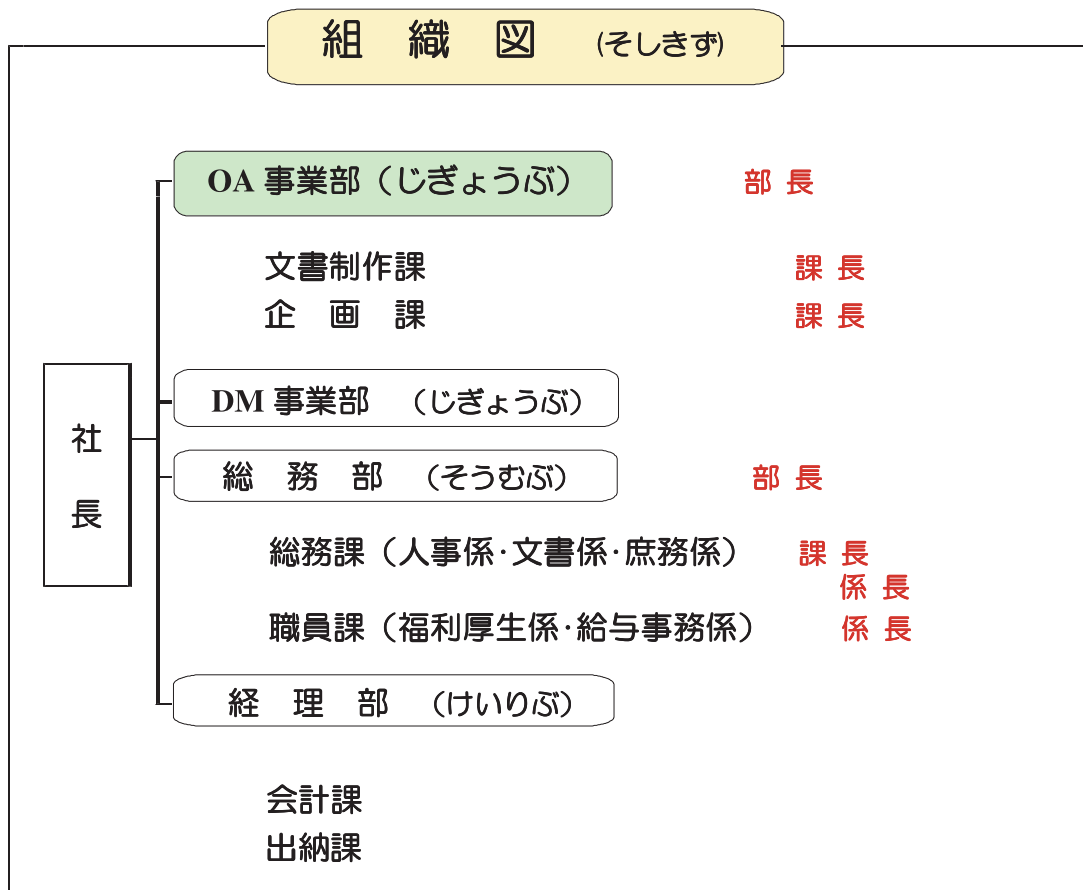 組 織 図 (そしきず)
OA 事業部（じぎょうぶ） 部 長
文書制作課 課 長
企 画 課 課 長
社長
DM 事業部 （じぎょうぶ）
総 務 部 （そうむぶ） 部 長
総務課（人事係・文書係・庶務係） 課 長
係 長
職員課（福利厚生係・給与事務係） 係 長
経 理 部 （けいりぶ）
会計課
出納課